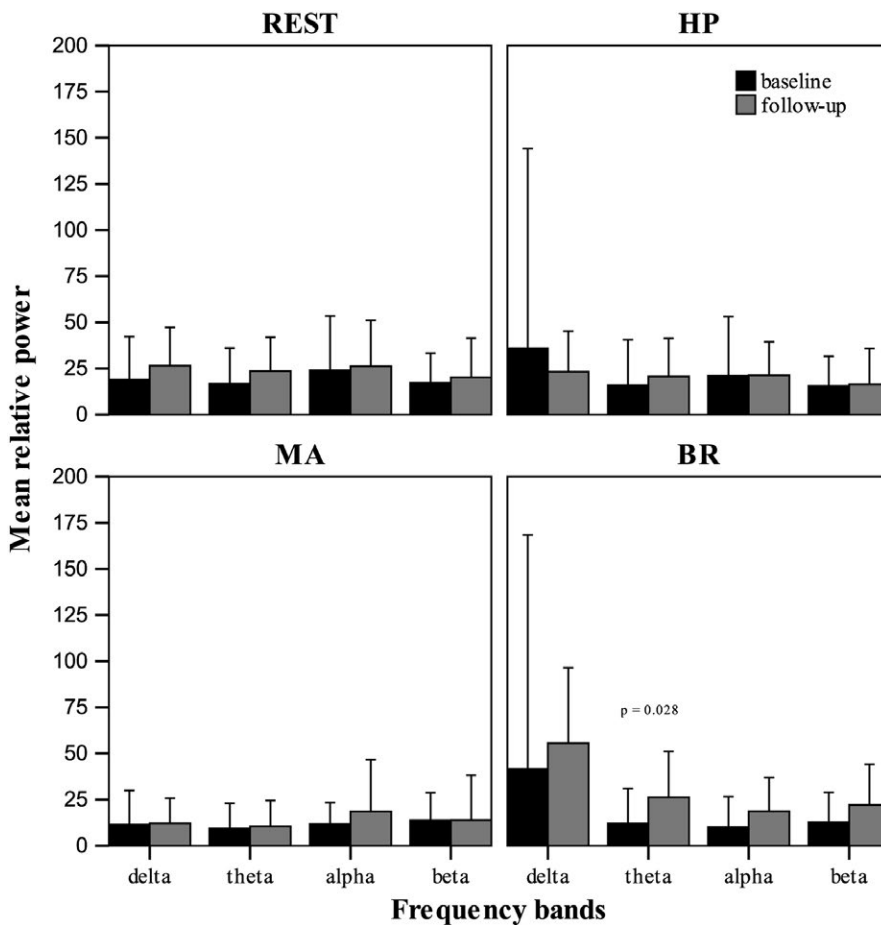 REST
HP
200
175
150
125
100
75
50
25
0
baseline
follow-up
MA
BR
200
175
150
125
100
75
50
25
0
p = 0.028
delta
theta
alpha
beta
delta
theta
alpha
beta
Mean relative power
Frequency bands